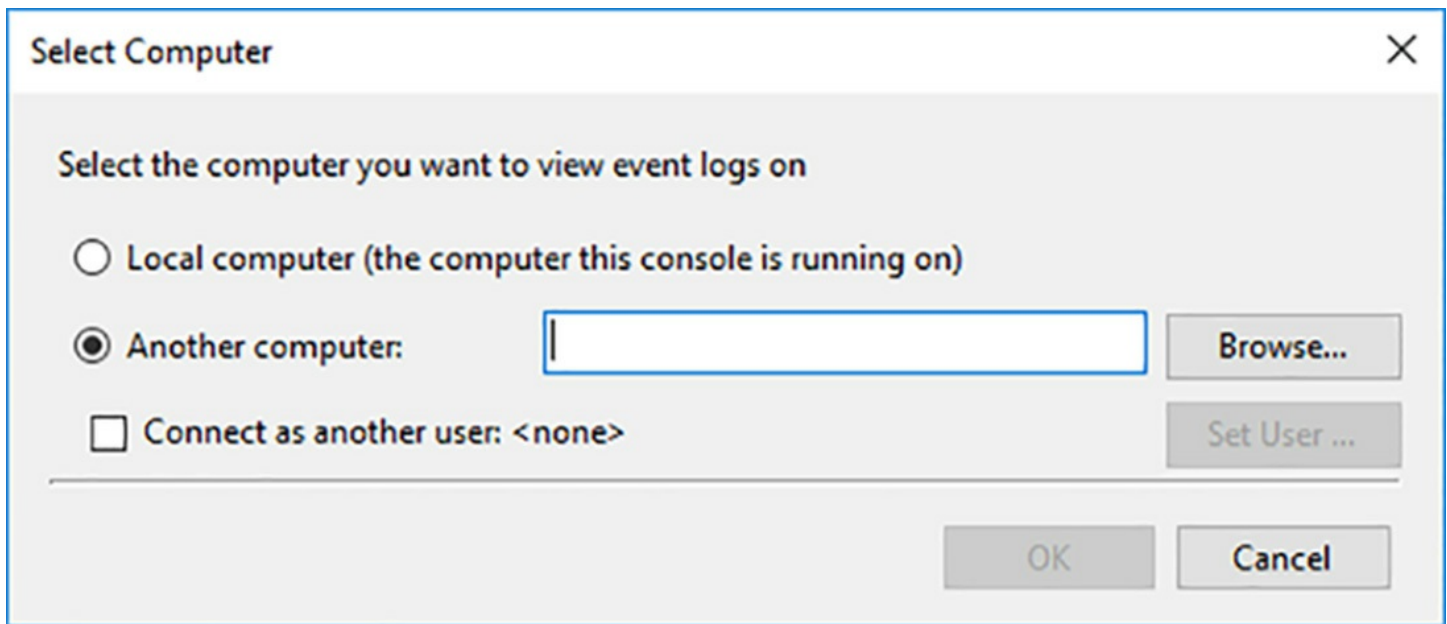 Select Computer
Select the computer you want to view event logs on
Local computer (the computer this console is running on)
Another computer:
Browse...
Connect as another user: <none>
Set User ...
OK
Cancel